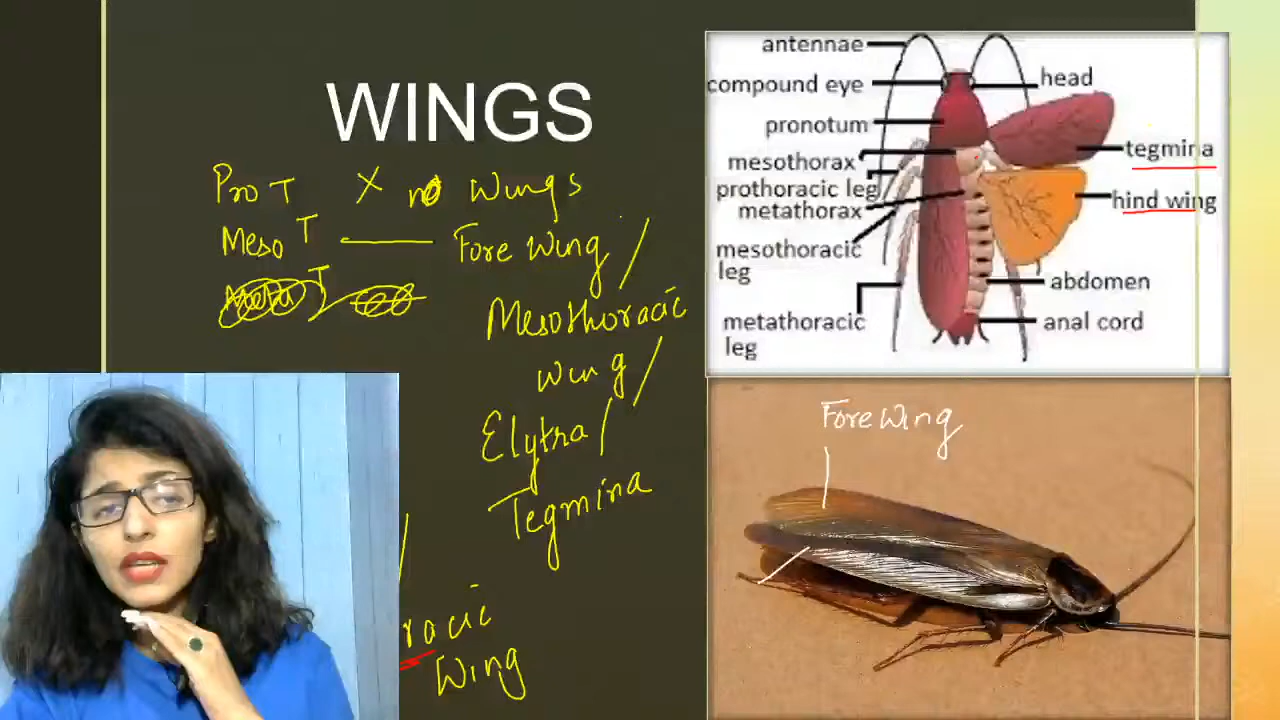 WINGS
Pro T X no Wings
Meso T — Fore Wing /
Mesothoracic
Wing /
Elytra /
Tegmina
/
racic
Wing
antennae
compound eye
head
pronotum
tegmina
mesothorax
prothoracic leg
hind wing
metathorax
mesothoracic
leg
abdomen
metathoracic
leg
anal cord
Fore Wing